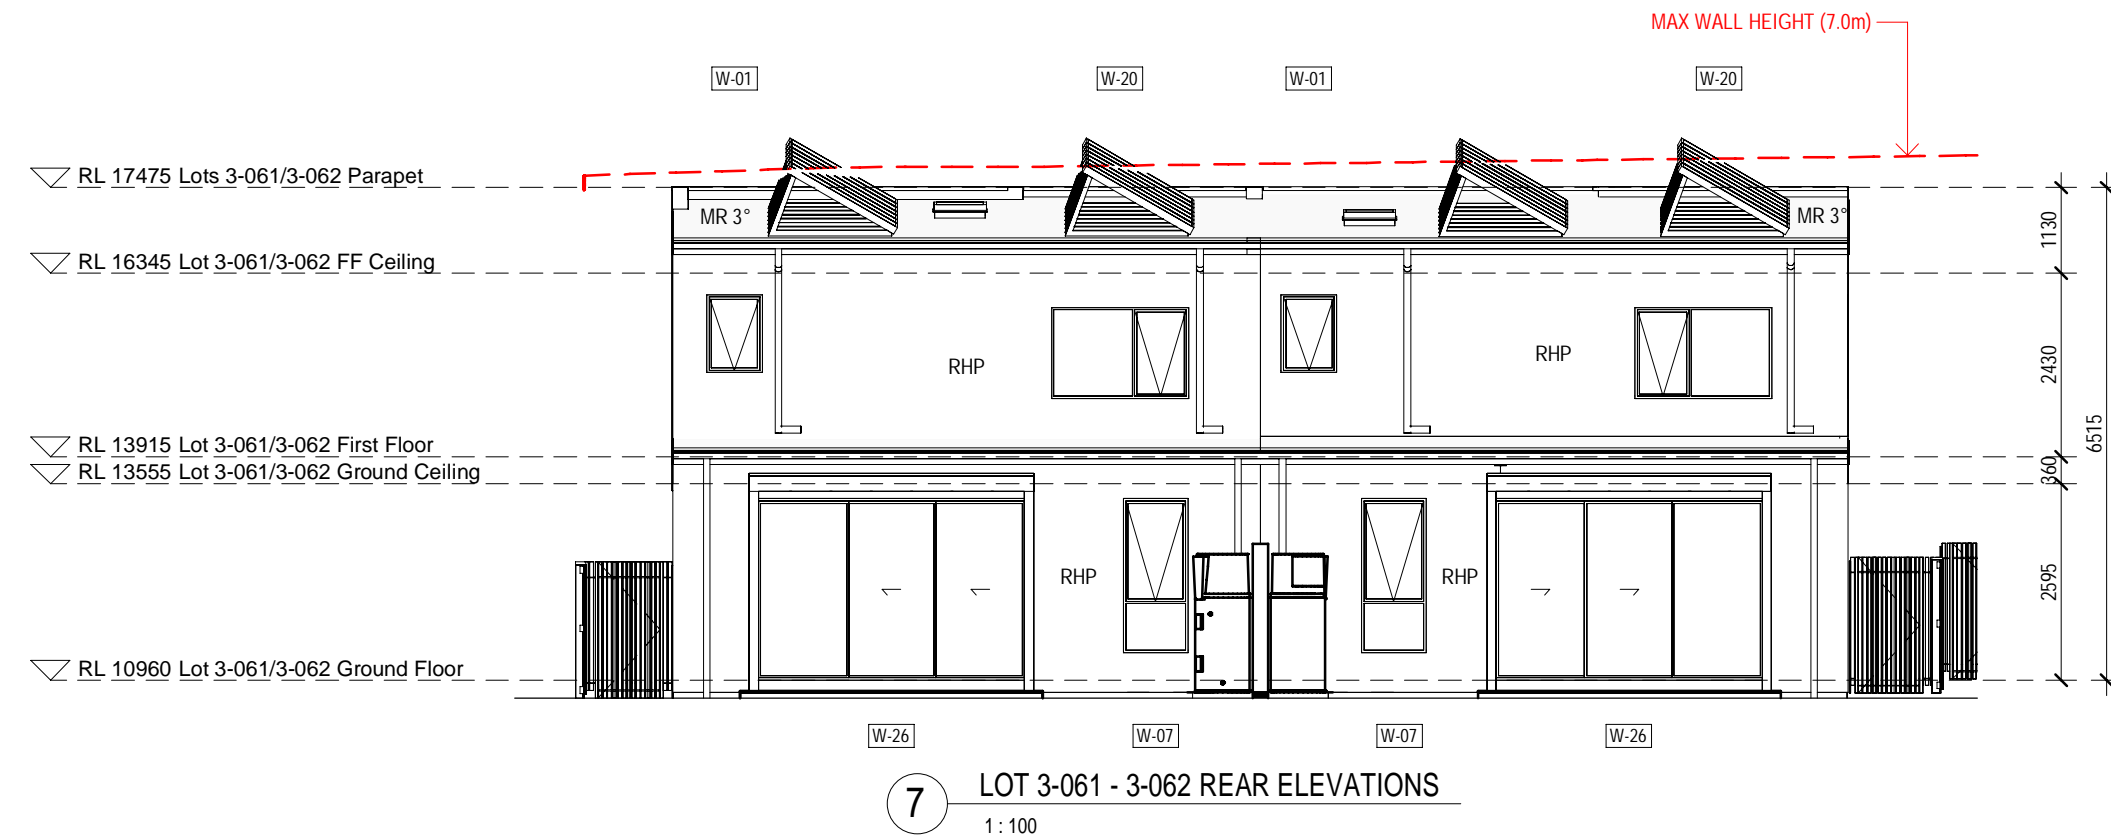 MAX WALL HEIGHT (7.0m)
W-01
W-20
W-01
W-20
RL 17475 Lots 3-061/3-062 Parapet
MR 3°
MR 3°
1130
RL 16345 Lot 3-061/3-062 FF Ceiling
RHP
RHP
2430
6515
RL 13915 Lot 3-061/3-062 First Floor
RL 13555 Lot 3-061/3-062 Ground Ceiling
360
RHP
RHP
2595
RL 10960 Lot 3-061/3-062 Ground Floor
W-26
W-07
W-07
W-26
7
LOT 3-061 - 3-062 REAR ELEVATIONS
1 : 100